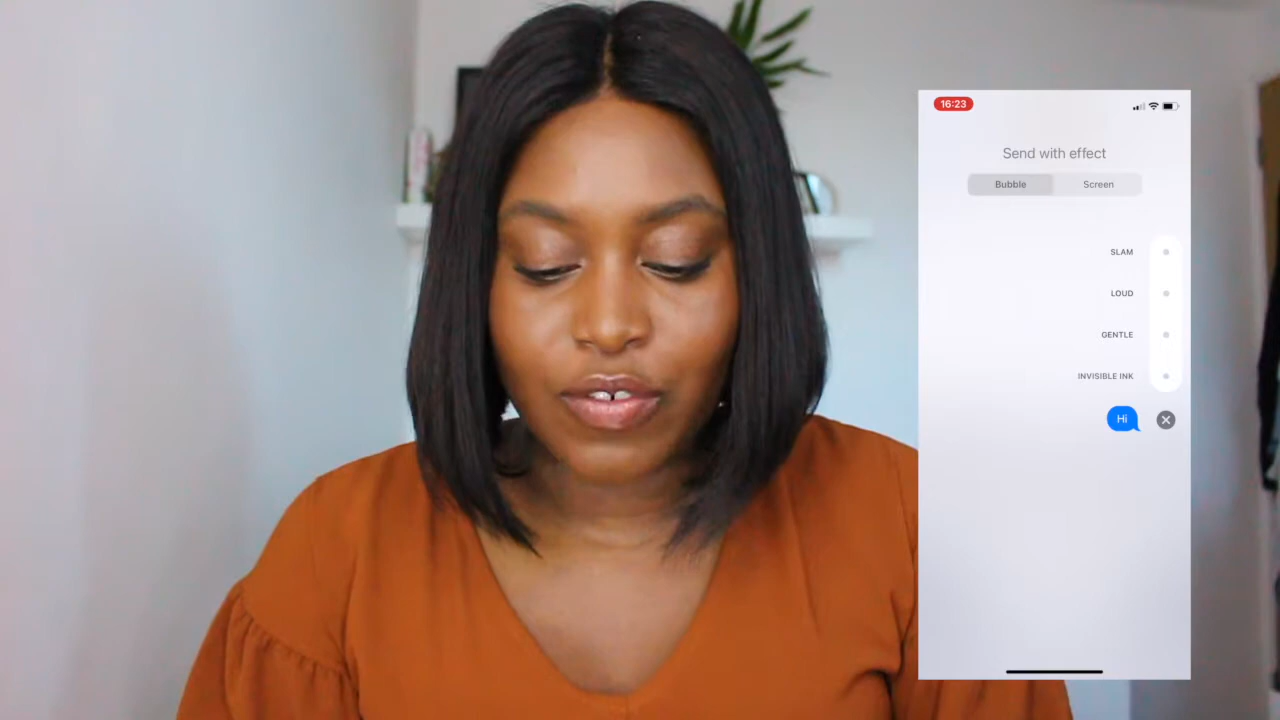 16:23
Send with effect
Bubble Screen
SLAM
LOUD
GENTLE
INVISIBLE INK
Hi